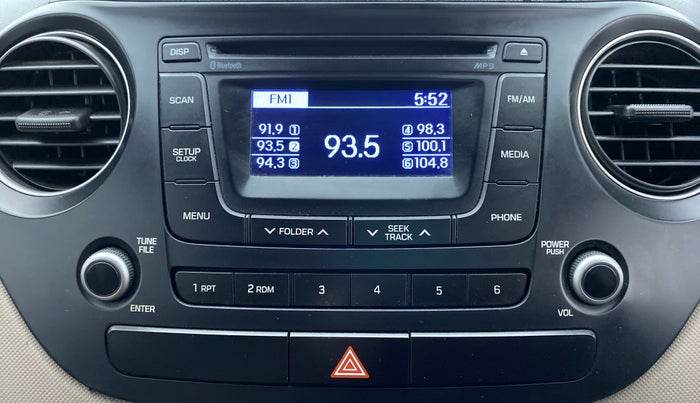 DISP
Bluetooth
MP3
SCAN
FM1 5:52
FM/AM
91.9 1 4 98.3
93.5 2 93.5 5 100.1
94.3 3 6 104.8
SETUP
CLOCK
MEDIA
MENU
FOLDER
SEEK
TRACK
PHONE
TUNE
FILE
POWER
PUSH
1 RPT 2 RDM 3 4 5 6
ENTER
VOL